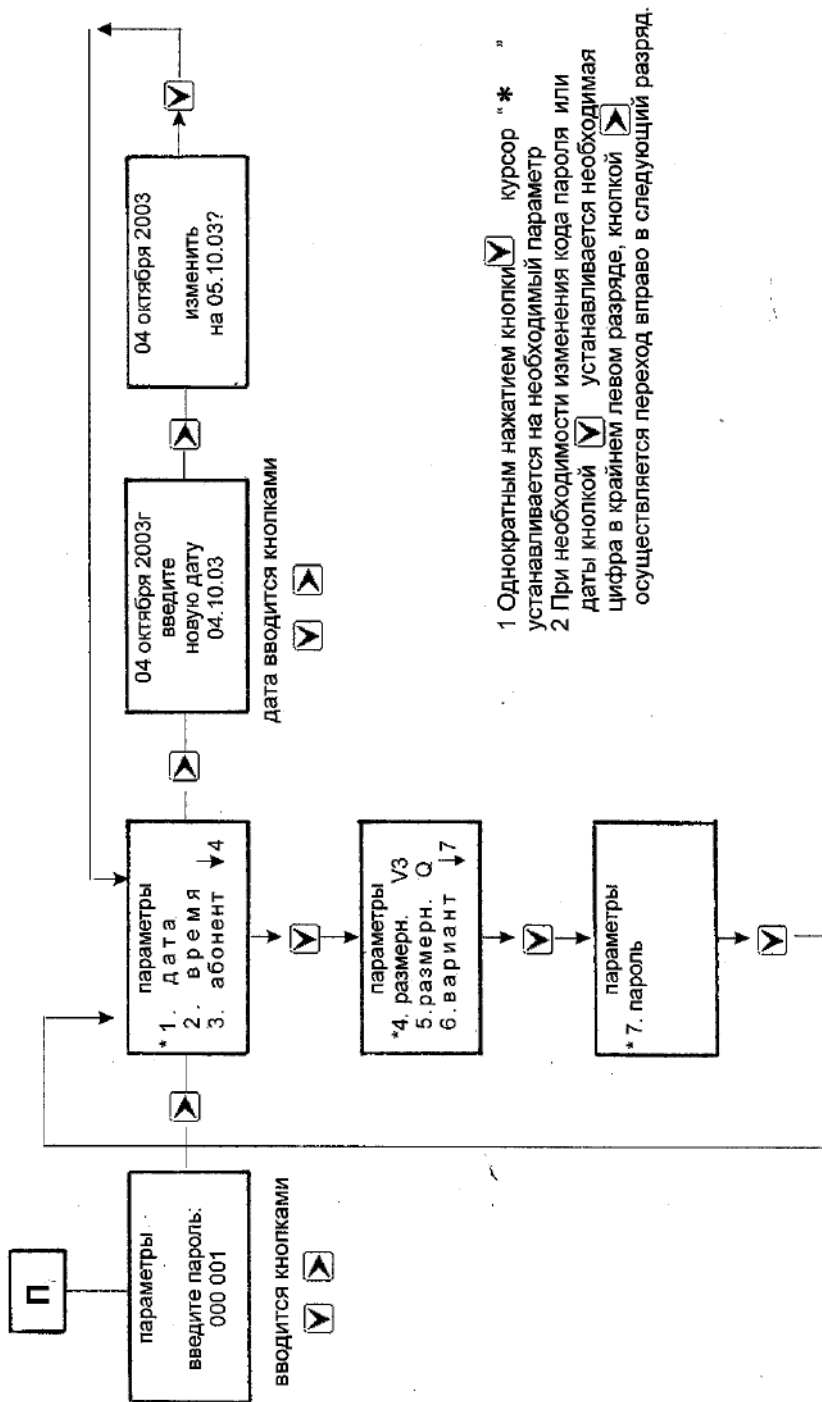 П
параметры
введите пароль:
000 001
вводится кнопками
параметры
*1. дата
2. время
3. абонент ↓4
04 октября 2003г
введите
новую дату
04.10.03
дата вводится кнопками
04 октября 2003
изменить
на 05.10.03?
параметры
*4. размерн. V3
5. размерн. Q
6. вариант ↓7
параметры
* 7. пароль
1 Однократным нажатием кнопки курсор “ * ”
устанавливается на необходимый параметр
2 При необходимости изменения кода пароля или
даты кнопкой устанавливается необходимая
цифра в крайнем левом разряде, кнопкой
осуществляется переход вправо в следующий разряд.